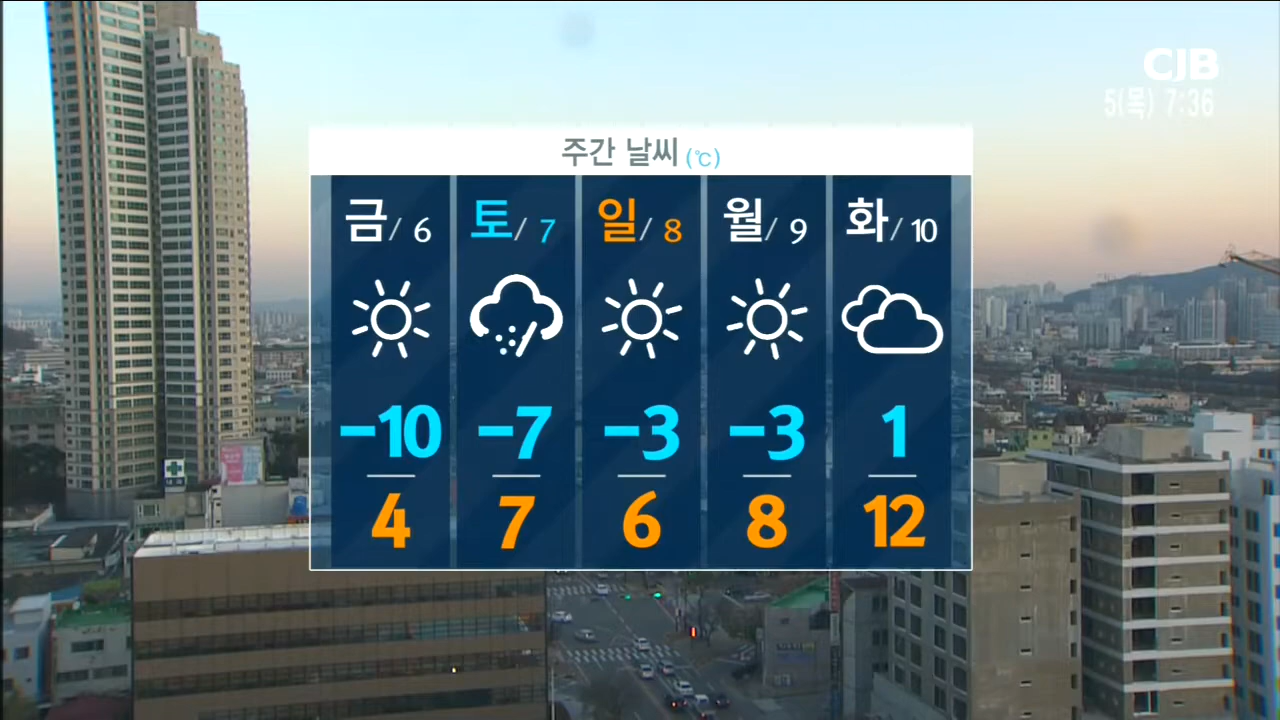 CJB
5(목) 7:36
주간 날씨 (℃)
금/ 6 토/ 7 일/ 8 월/ 9 화/ 10
-10 -7 -3 -3 1
4 7 6 8 12